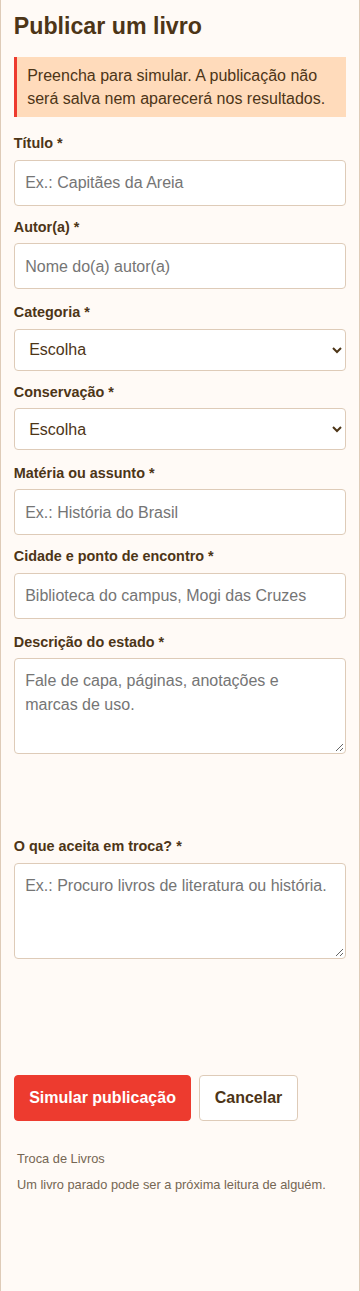 Publicar um livro
Preencha para simular. A publicação não
será salva nem aparecerá nos resultados.
Título *
Ex.: Capitães da Areia
Autor(a) *
Nome do(a) autor(a)
Categoria *
Escolha
Conservação *
Escolha
Matéria ou assunto *
Ex.: História do Brasil
Cidade e ponto de encontro *
Biblioteca do campus, Mogi das Cruzes
Descrição do estado *
Fale de capa, páginas, anotações e
marcas de uso.
O que aceita em troca? *
Ex.: Procuro livros de literatura ou história.
Simular publicação
Cancelar
Troca de Livros
Um livro parado pode ser a próxima leitura de alguém.